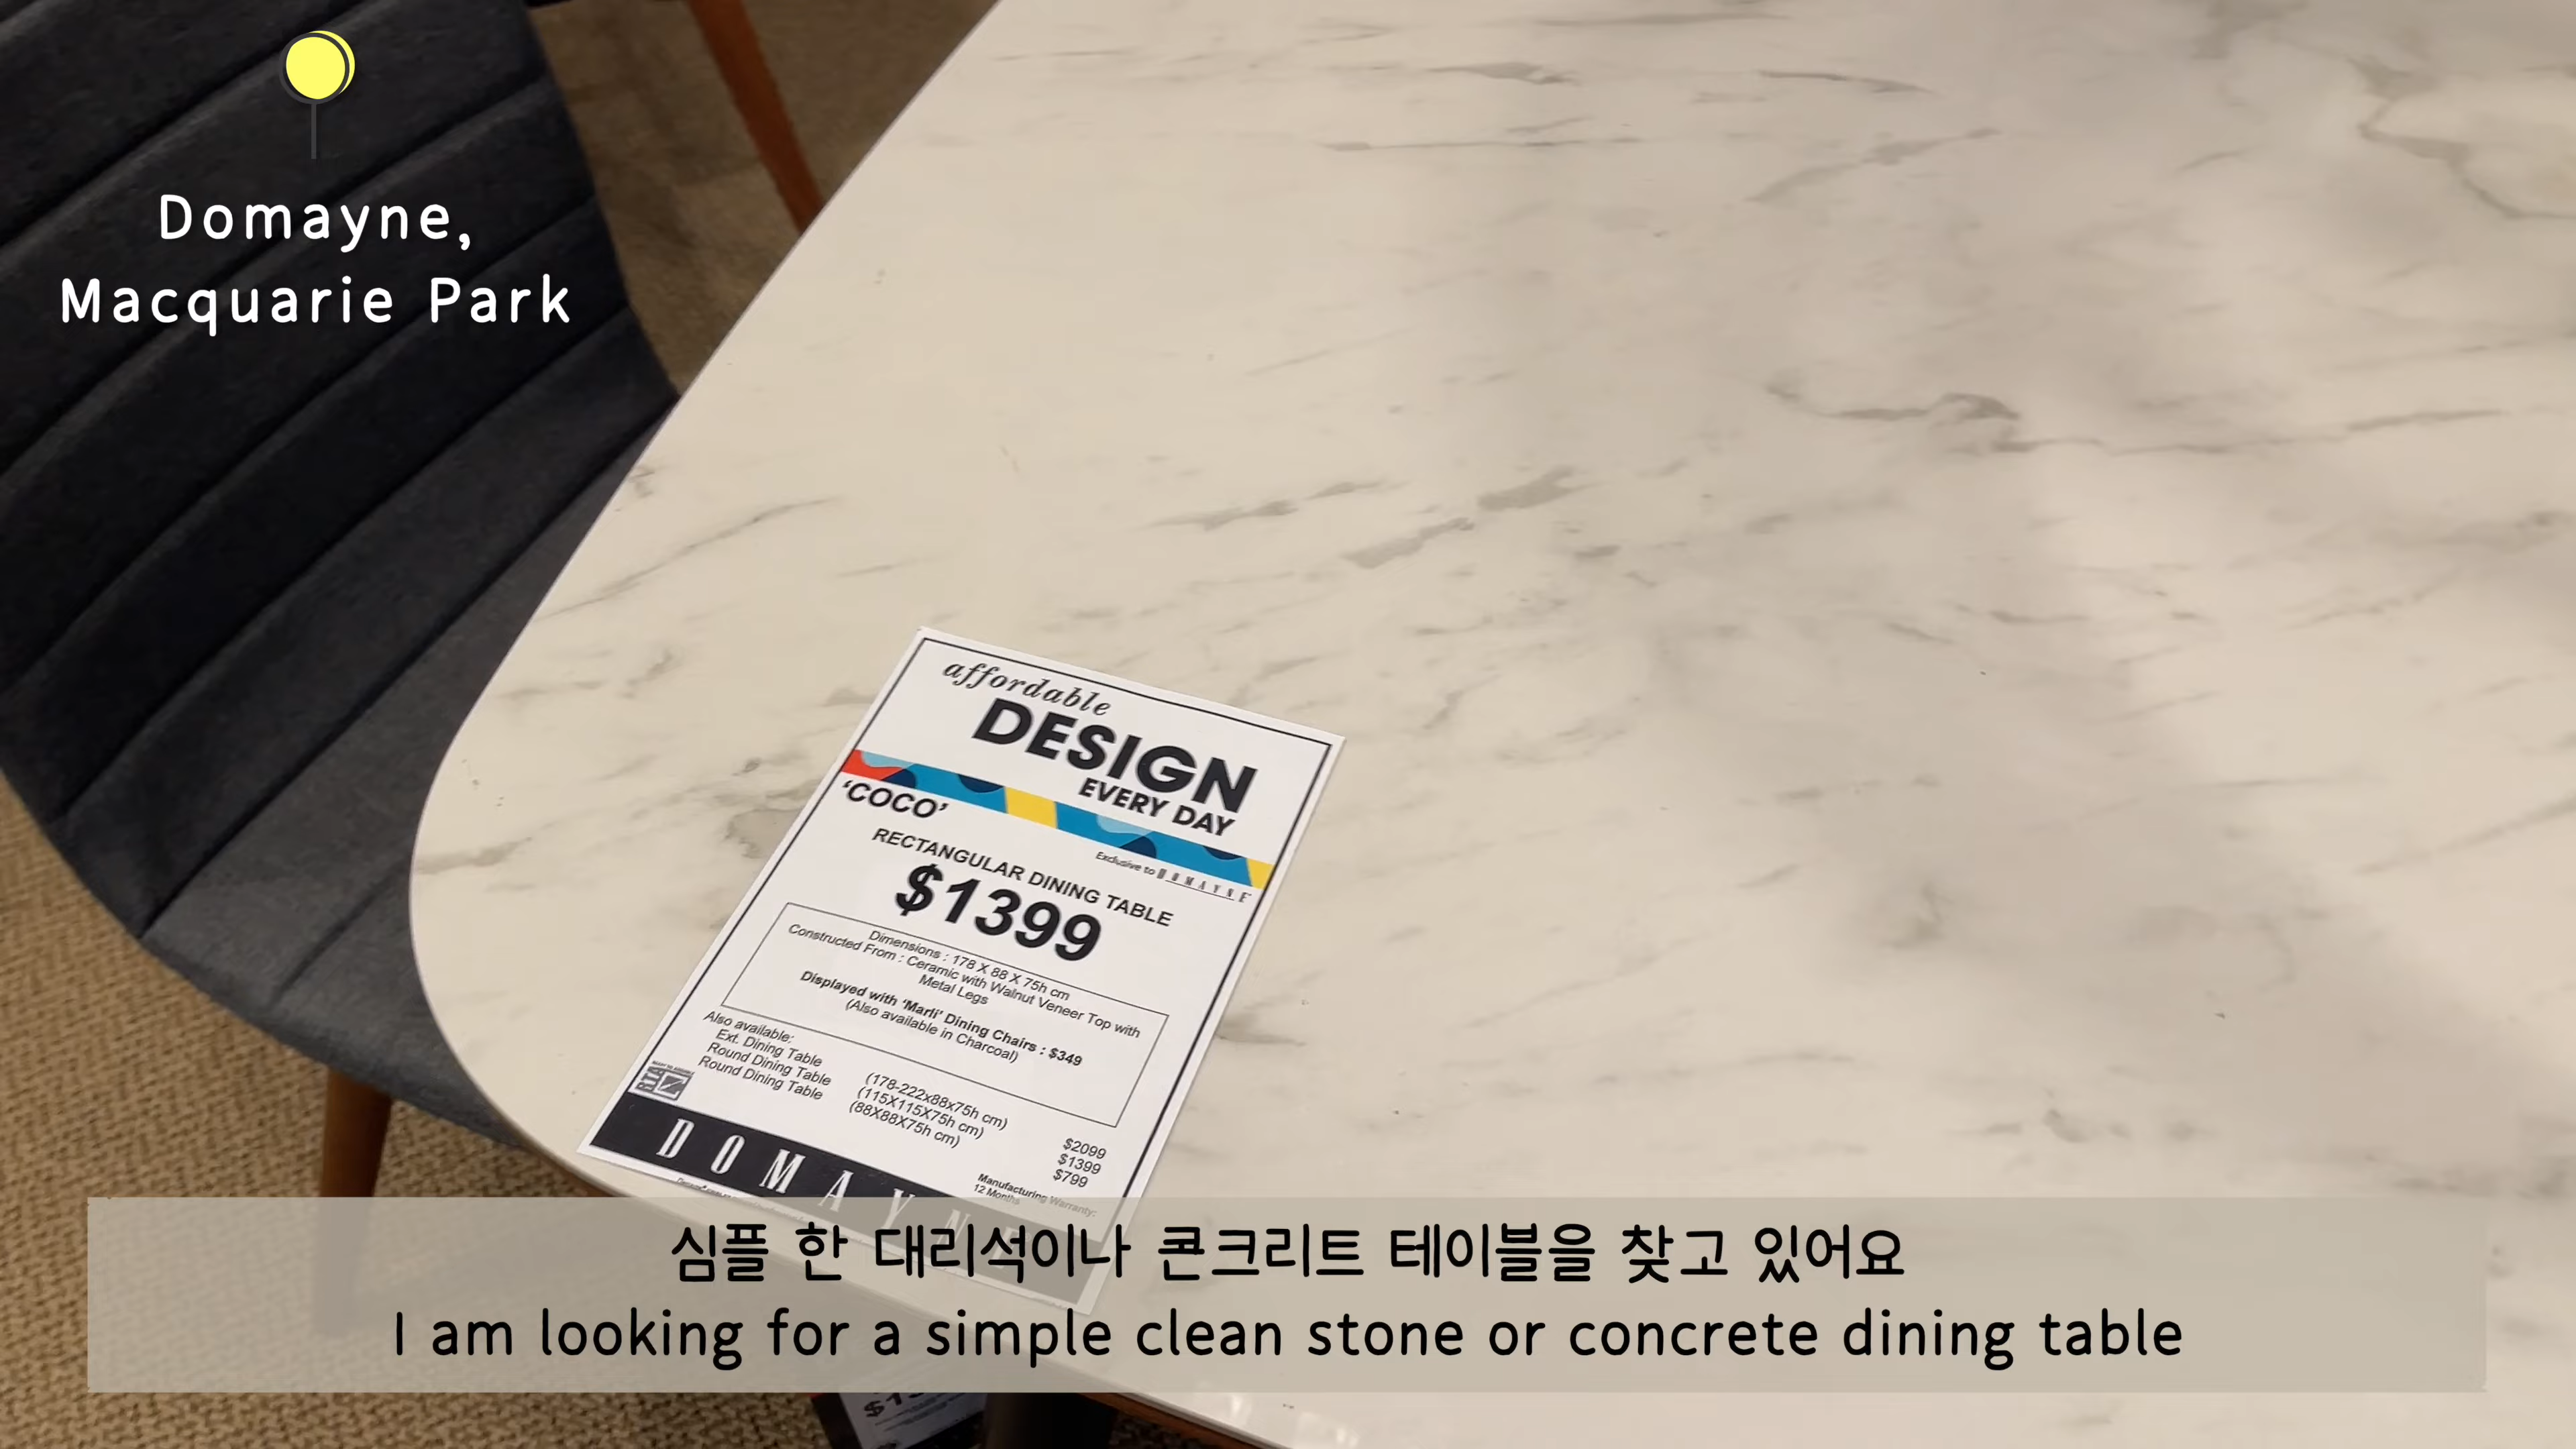 Domayne,
Macquarie Park
affordable
DESIGN
EVERY DAY
‘COCO’
Exclusive to DOMAYNE
RECTANGULAR DINING TABLE
$1399
Dimensions : 178 X 88 X 75h cm
Constructed From : Ceramic with Walnut Veneer Top with
Metal Legs
Displayed with ‘Marli’ Dining Chairs : $349
(Also available in Charcoal)
Also available:
Ext. Dining Table (178-222x88x75h cm) $2099
Round Dining Table (115X115X75h cm) $1399
Round Dining Table (88X88X75h cm) $799
RTA
Manufacturing Warranty:
12 Months
DOMAYNE
심플 한 대리석이나 콘크리트 테이블을 찾고 있어요
I am looking for a simple clean stone or concrete dining table